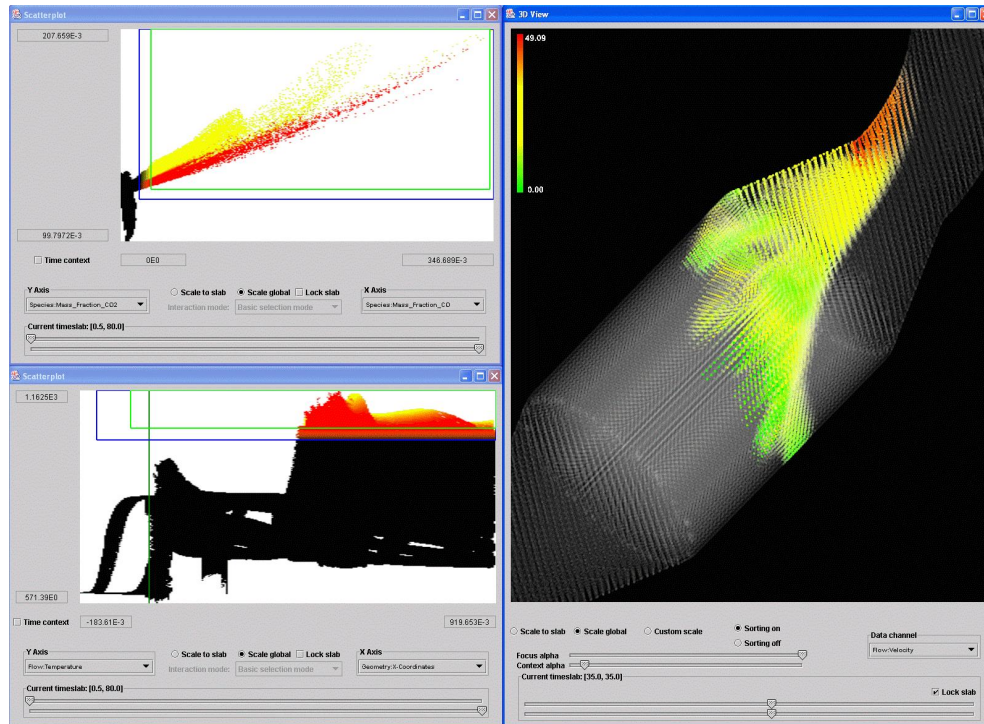 Scatterplot
207.659E-3
99.7972E-3
Time context
0E0
346.689E-3
Y Axis
Scale to slab
Scale global
Lock slab
X Axis
Species:Mass_Fraction_CO2
Interaction mode:
Basic selection mode
Species:Mass_Fraction_CO
Current timeslab: [0.5, 80.0]
Scatterplot
1.1625E3
571.39E0
Time context
-183.61E-3
919.653E-3
Y Axis
Scale to slab
Scale global
Lock slab
X Axis
Flow:Temperature
Interaction mode:
Basic selection mode
Geometry:X-Coordinates
Current timeslab: [0.5, 80.0]
3D View
49.09
0.00
Scale to slab
Scale global
Custom scale
Sorting on
Sorting off
Data channel
Flow:Velocity
Focus alpha
Context alpha
Current timeslab: [35.0, 35.0]
Lock slab